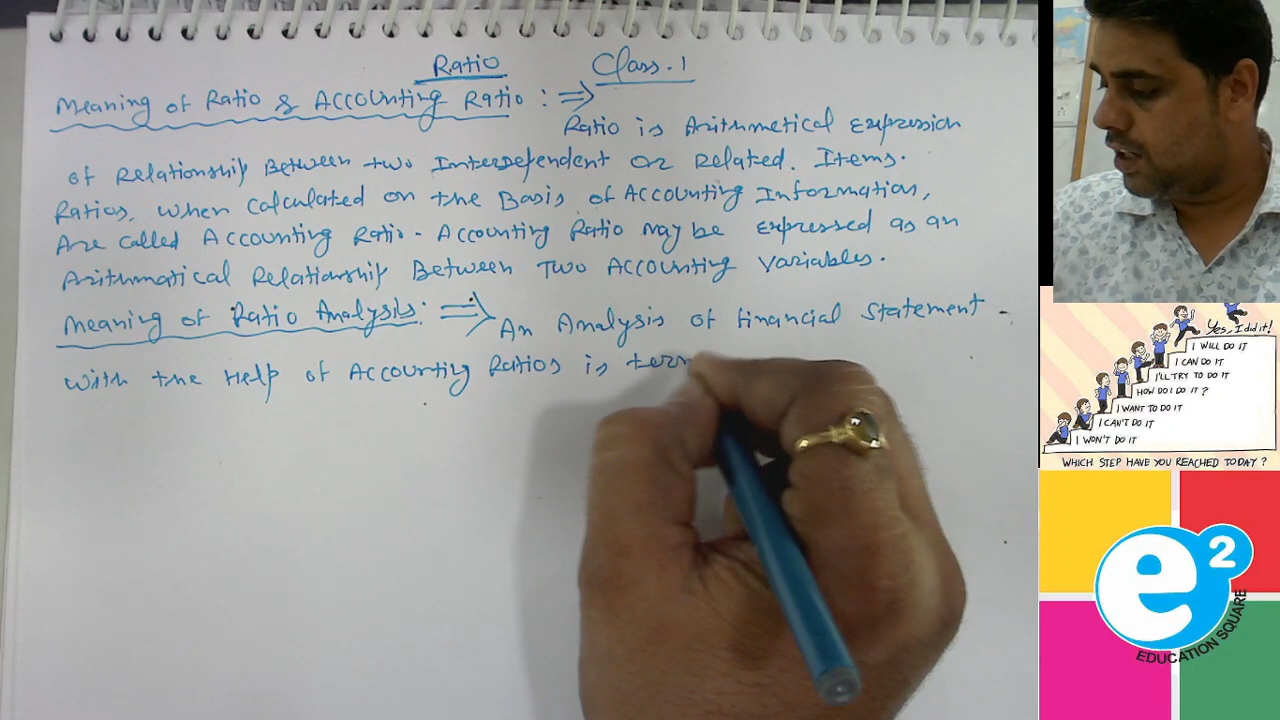 Ratio Class. 1
Meaning of Ratio & Accounting Ratio : ⇒
Ratio is Arithmetical Expression
of Relationship Between two Interdependent or Related. Items.
Ratios, When Calculated on the Basis of Accounting Information,
Are called Accounting Ratio - Accounting Ratio may be expressed as an
Arithmatical Relationship Between Two Accounting Variables.
Meaning of Ratio Analysis: ⇒ An Analysis of financial Statement
With the Help of Accounting Ratios is term
Yes, I did it!
I WILL DO IT
I CAN DO IT
I'LL TRY TO DO IT
HOW DO I DO IT?
I WANT TO DO IT
I CAN'T DO IT
I WON'T DO IT
WHICH STEP HAVE YOU REACHED TODAY?
e2
EDUCATION SQUARE